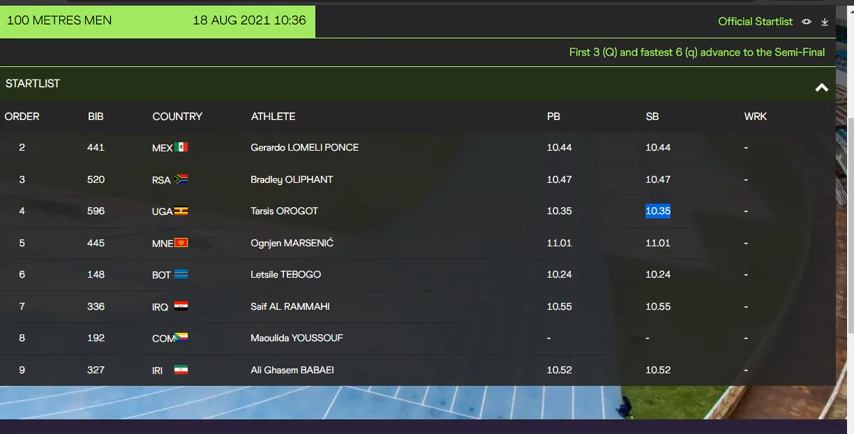 100 METRES MEN 18 AUG 2021 10:36 Official Startlist
First 3 (Q) and fastest 6 (q) advance to the Semi-Final
STARTLIST
ORDER BIB COUNTRY ATHLETE PB SB WRK
2 441 MEX Gerardo LOMELI PONCE 10.44 10.44 -
3 520 RSA Bradley OLIPHANT 10.47 10.47 -
4 596 UGA Tarsis OROGOT 10.35 10.35 -
5 445 MNE Ognjen MARSENIĆ 11.01 11.01 -
6 148 BOT Letsile TEBOGO 10.24 10.24 -
7 336 IRQ Saif AL RAMMAHI 10.55 10.55 -
8 192 COM Maoulida YOUSSOUF - - -
9 327 IRI Ali Ghasem BABAEI 10.52 10.52 -